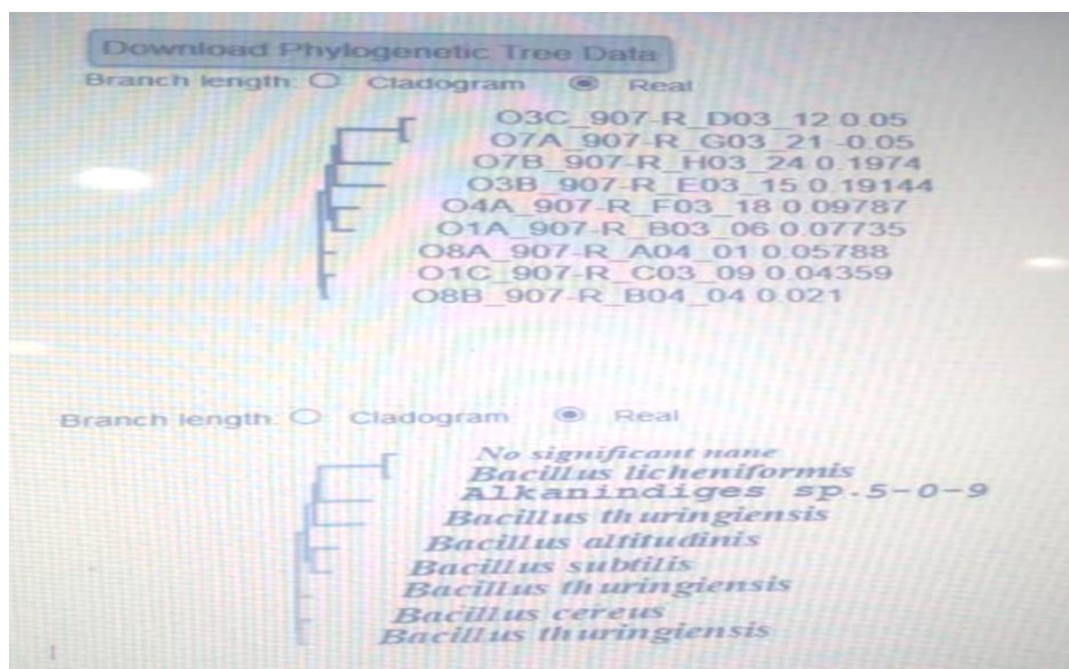 Download Phylogenetic Tree Data
Branch length: Cladogram Real
O3C_907-R_D03_12 0.05
O7A_907-R_G03_21 -0.05
O7B_907-R_H03_24 0.1974
O3B_907-R_E03_15 0.19144
O4A_907-R_F03_18 0.09787
O1A_907-R_B03_06 0.07735
O8A_907-R_A04_01 0.05788
O1C_907-R_C03_09 0.04359
O8B_907-R_B04_04 0.021
Branch length: Cladogram Real
No significant nane
Bacillus licheniformis
Alkanindiges sp.5-0-9
Bacillus thuringiensis
Bacillus altitudinis
Bacillus subtilis
Bacillus thuringiensis
Bacillus cereus
Bacillus thuringiensis